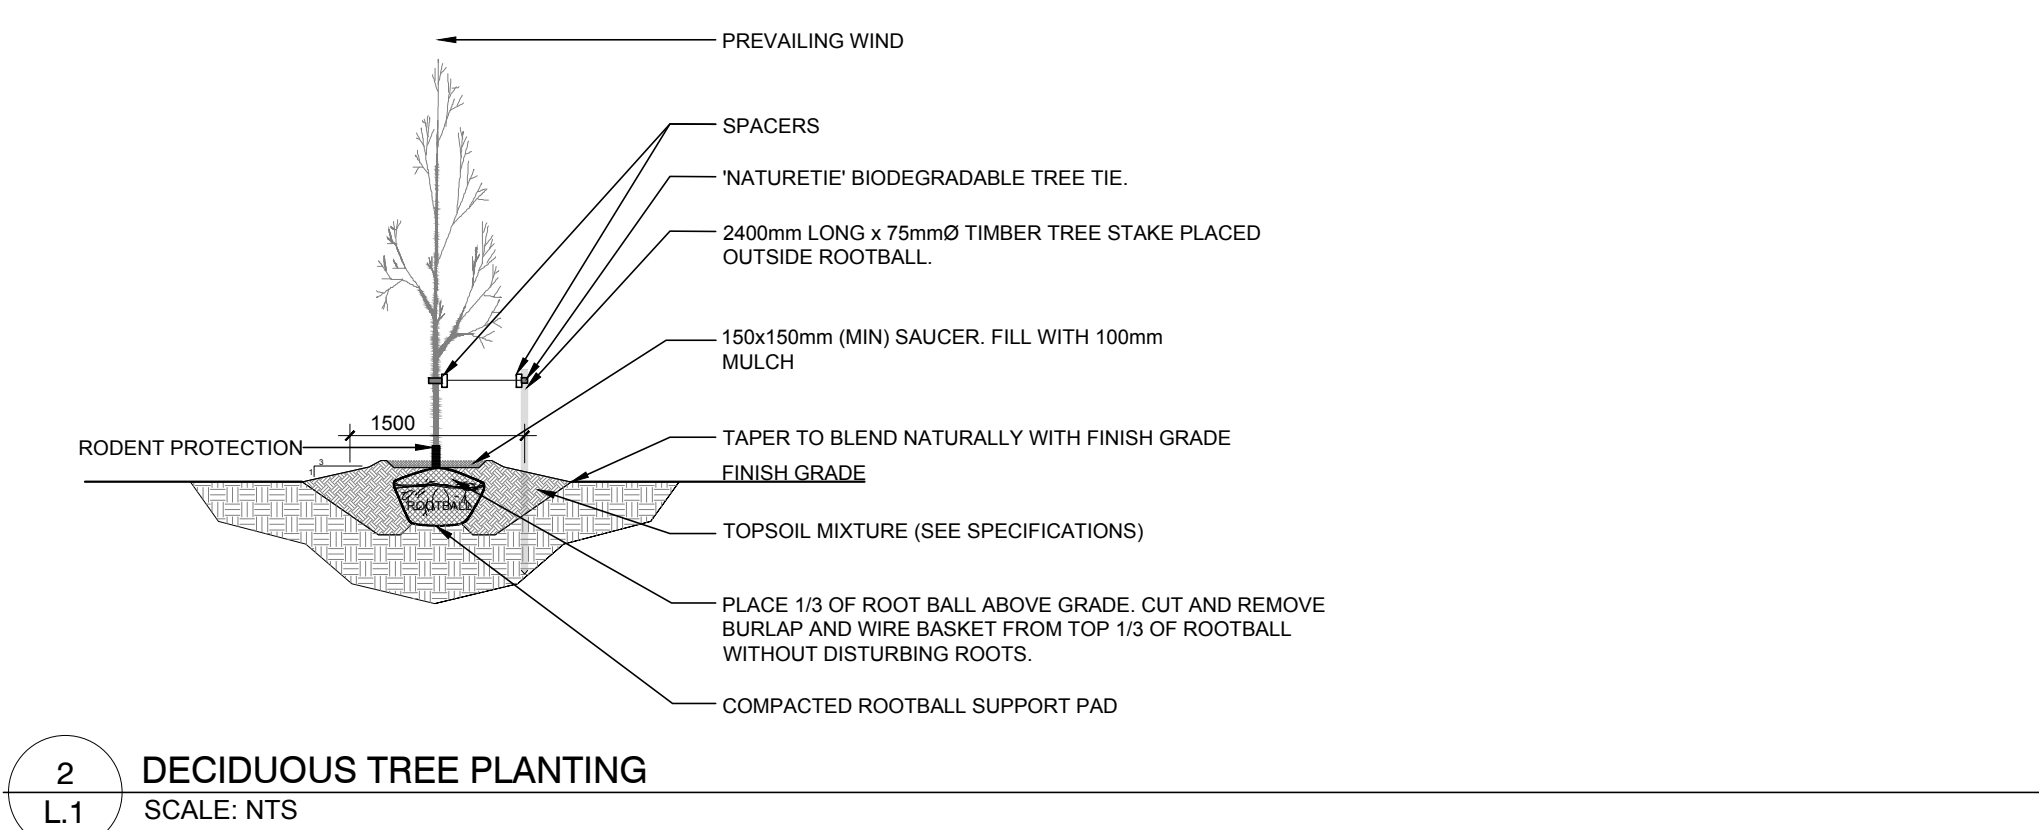 PREVAILING WIND
SPACERS
'NATURETIE' BIODEGRADABLE TREE TIE.
2400mm LONG x 75mmØ TIMBER TREE STAKE PLACED
OUTSIDE ROOTBALL.
150x150mm (MIN) SAUCER. FILL WITH 100mm
MULCH
1500
RODENT PROTECTION
3
1
TAPER TO BLEND NATURALLY WITH FINISH GRADE
FINISH GRADE
ROOTBALL
TOPSOIL MIXTURE (SEE SPECIFICATIONS)
PLACE 1/3 OF ROOT BALL ABOVE GRADE. CUT AND REMOVE
BURLAP AND WIRE BASKET FROM TOP 1/3 OF ROOTBALL
WITHOUT DISTURBING ROOTS.
COMPACTED ROOTBALL SUPPORT PAD
2
DECIDUOUS TREE PLANTING
L.1
SCALE: NTS